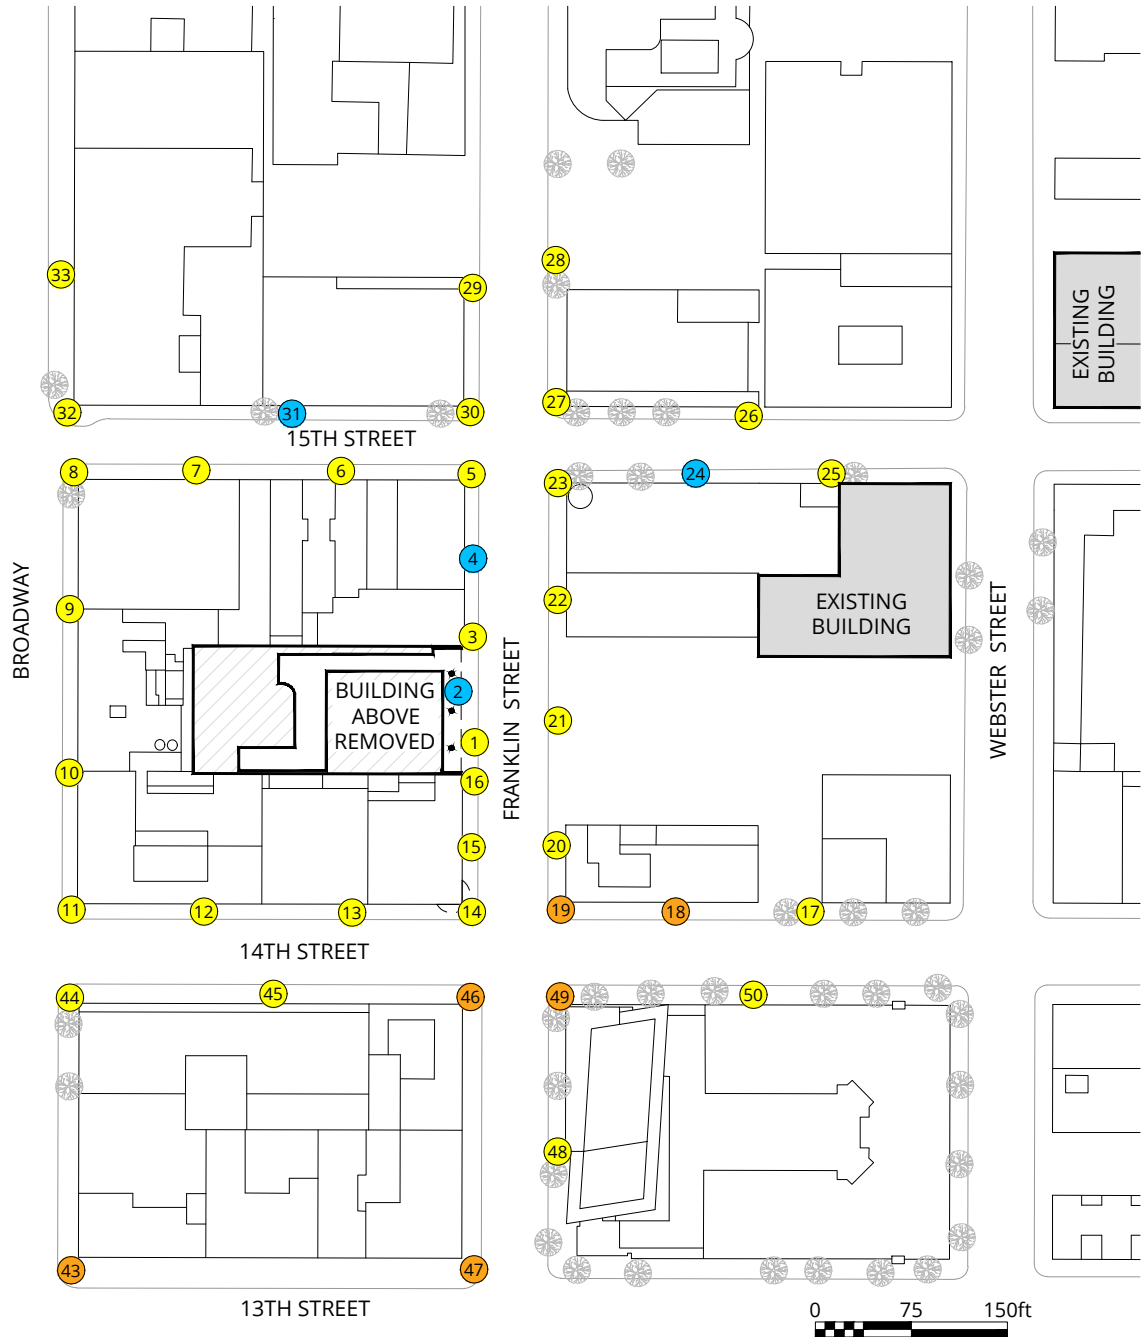 33
28
29
EXISTING
BUILDING
32
31
30
27
26
15TH STREET
8
7
6
5
23
24
25
4
9
22
EXISTING
BUILDING
BROADWAY
3
FRANKLIN STREET
WEBSTER STREET
BUILDING
ABOVE
REMOVED
2
1
21
10
16
15
20
11
12
13
14
19
18
17
14TH STREET
44
45
46
49
50
48
43
47
13TH STREET
0 75 150ft